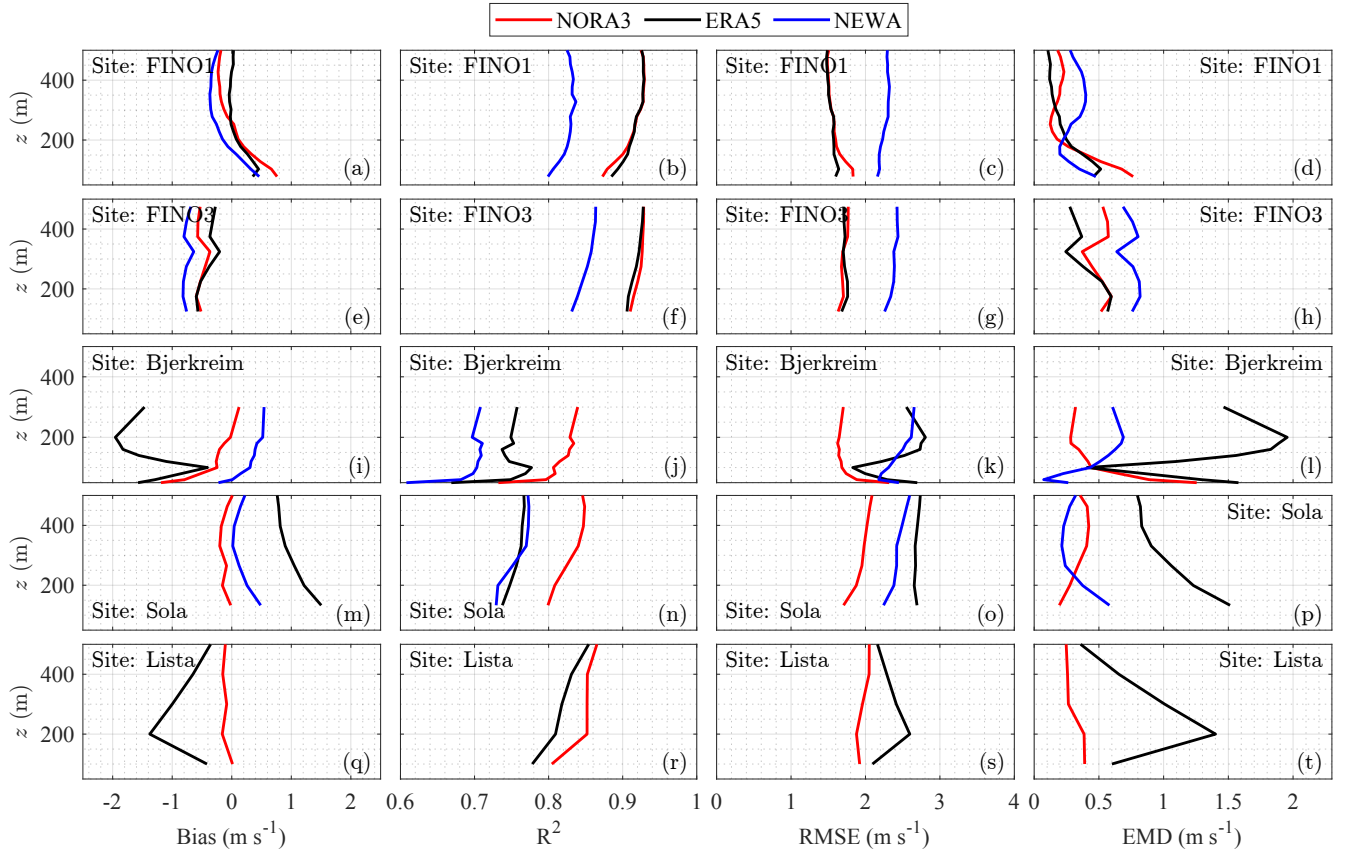 NORA3 ERA5 NEWA
Site: FINO1 Site: FINO1 Site: FINO1 Site: FINO1
400
z (m)
200
(a) (b) (c) (d)
Site: FINO3 Site: FINO3 Site: FINO3 Site: FINO3
400
z (m)
200
(e) (f) (g) (h)
Site: Bjerkreim Site: Bjerkreim Site: Bjerkreim Site: Bjerkreim
400
z (m)
200
(i) (j) (k) (l)
400
Site: Sola
z (m)
200
Site: Sola (m) Site: Sola (n) Site: Sola (o) (p)
Site: Lista Site: Lista Site: Lista Site: Lista
400
z (m)
200
(q) (r) (s) (t)
-2 -1 0 1 2 0.6 0.7 0.8 0.9 1 0 1 2 3 4 0 0.5 1 1.5 2
Bias (m s⁻¹) R² RMSE (m s⁻¹) EMD (m s⁻¹)